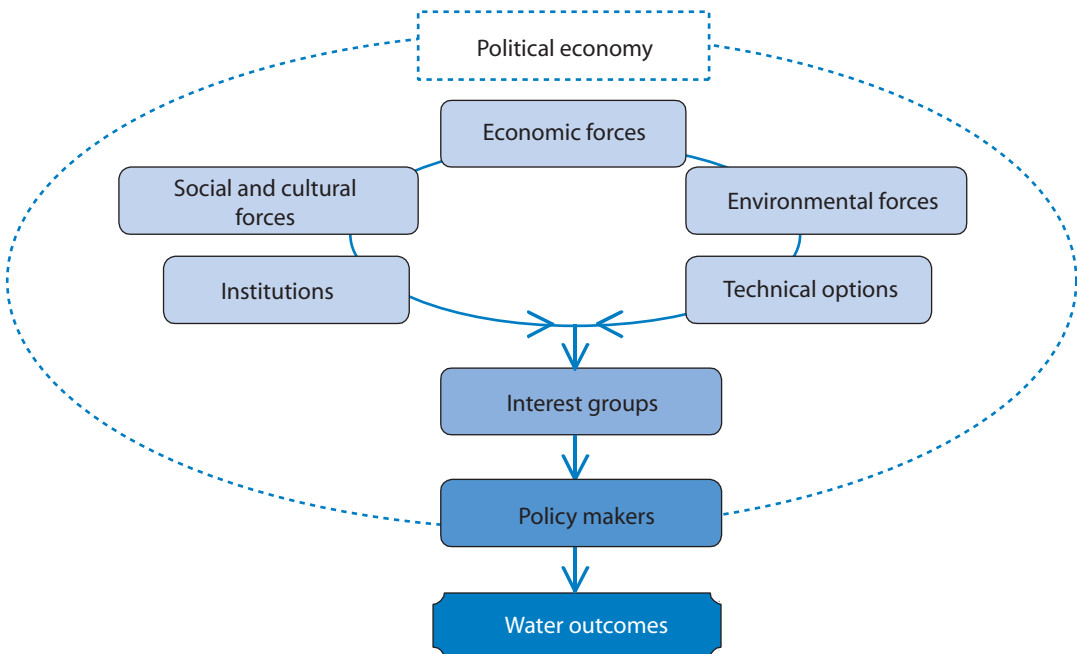 Political economy
Economic forces
Social and cultural
forces
Environmental forces
Institutions
Technical options
Interest groups
Policy makers
Water outcomes